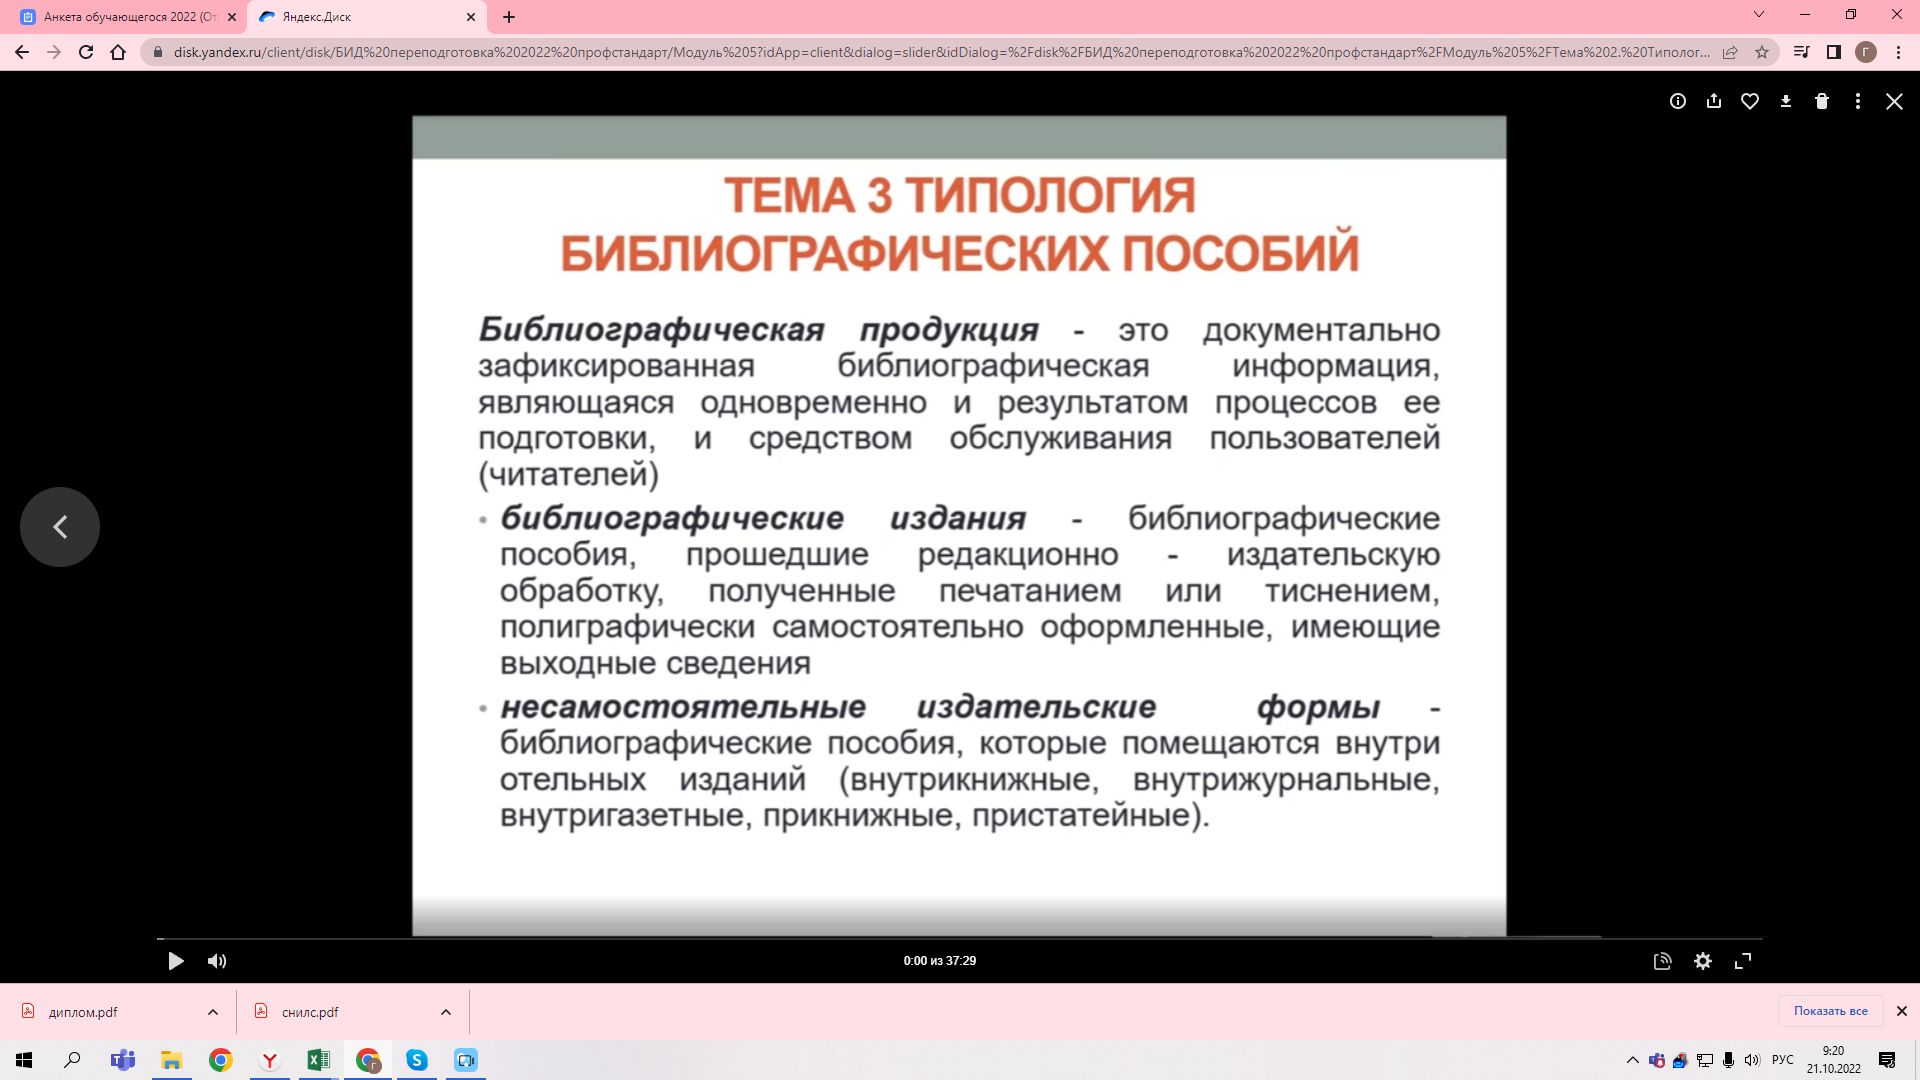 Анкета обучающегося 2022 (От
Яндекс.Диск
disk.yandex.ru/client/disk/БИД%20переподготовка%202022%20профстандарт/Модуль%205?idApp=client&dialog=slider&idDialog=%2Fdisk%2FБИД%20переподготовка%202022%20профстандарт%2FМодуль%205%2FТема%202.%20Типолог...
Г
ТЕМА 3 ТИПОЛОГИЯ
БИБЛИОГРАФИЧЕСКИХ ПОСОБИЙ
Библиографическая продукция - это документально
зафиксированная библиографическая информация,
являющаяся одновременно и результатом процессов ее
подготовки, и средством обслуживания пользователей
(читателей)
• библиографические издания - библиографические
пособия, прошедшие редакционно - издательскую
обработку, полученные печатанием или тиснением,
полиграфически самостоятельно оформленные, имеющие
выходные сведения
• несамостоятельные издательские формы -
библиографические пособия, которые помещаются внутри
отельных изданий (внутрикнижные, внутрижурнальные,
внутригазетные, прикнижные, пристатейные).
0:00 из 37:29
диплом.pdf
снилс.pdf
Показать все
РУС
9:20
21.10.2022